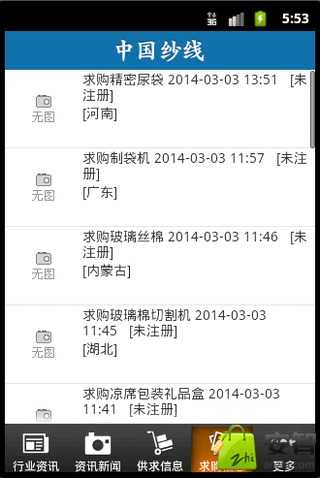 3G 5:53
中国纱线
求购精密尿袋 2014-03-03 13:51 [未
注册]
无图
[河南]
求购制袋机 2014-03-03 11:57 [未注
册]
无图
[广东]
求购玻璃丝棉 2014-03-03 11:46 [未
注册]
无图
[内蒙古]
求购玻璃棉切割机 2014-03-03
11:45 [未注册]
无图
[湖北]
求购凉席包装礼品盒 2014-03-03
11:41 [未注册]
行业资讯 资讯新闻 供求信息 求购 更多
zhi
安智